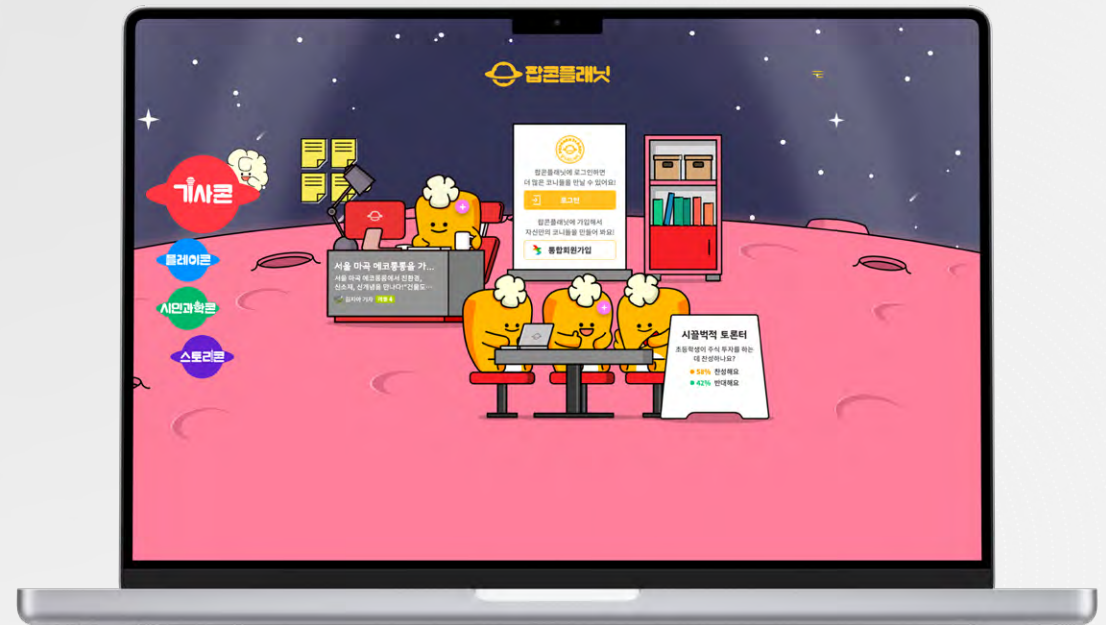 팝콘플래닛
기사콘
플레이콘
시민과학콘
스토리콘
팝콘플래닛에 로그인하면
더 많은 코니들을 만날 수 있어요!
로그인
팝콘플래닛에 가입해서
자신만의 코니들을 만들어 봐요!
통합회원가입
서울 마곡 에코롱롱을 가...
서울 마곡 에코롱롱에서 친환경,
신소재, 신개념을 만나다!"건물도…
기자
시끌벅적 토론터
초등학생이 주식 투자를 하는
데 찬성하나요?
58% 찬성해요
42% 반대해요